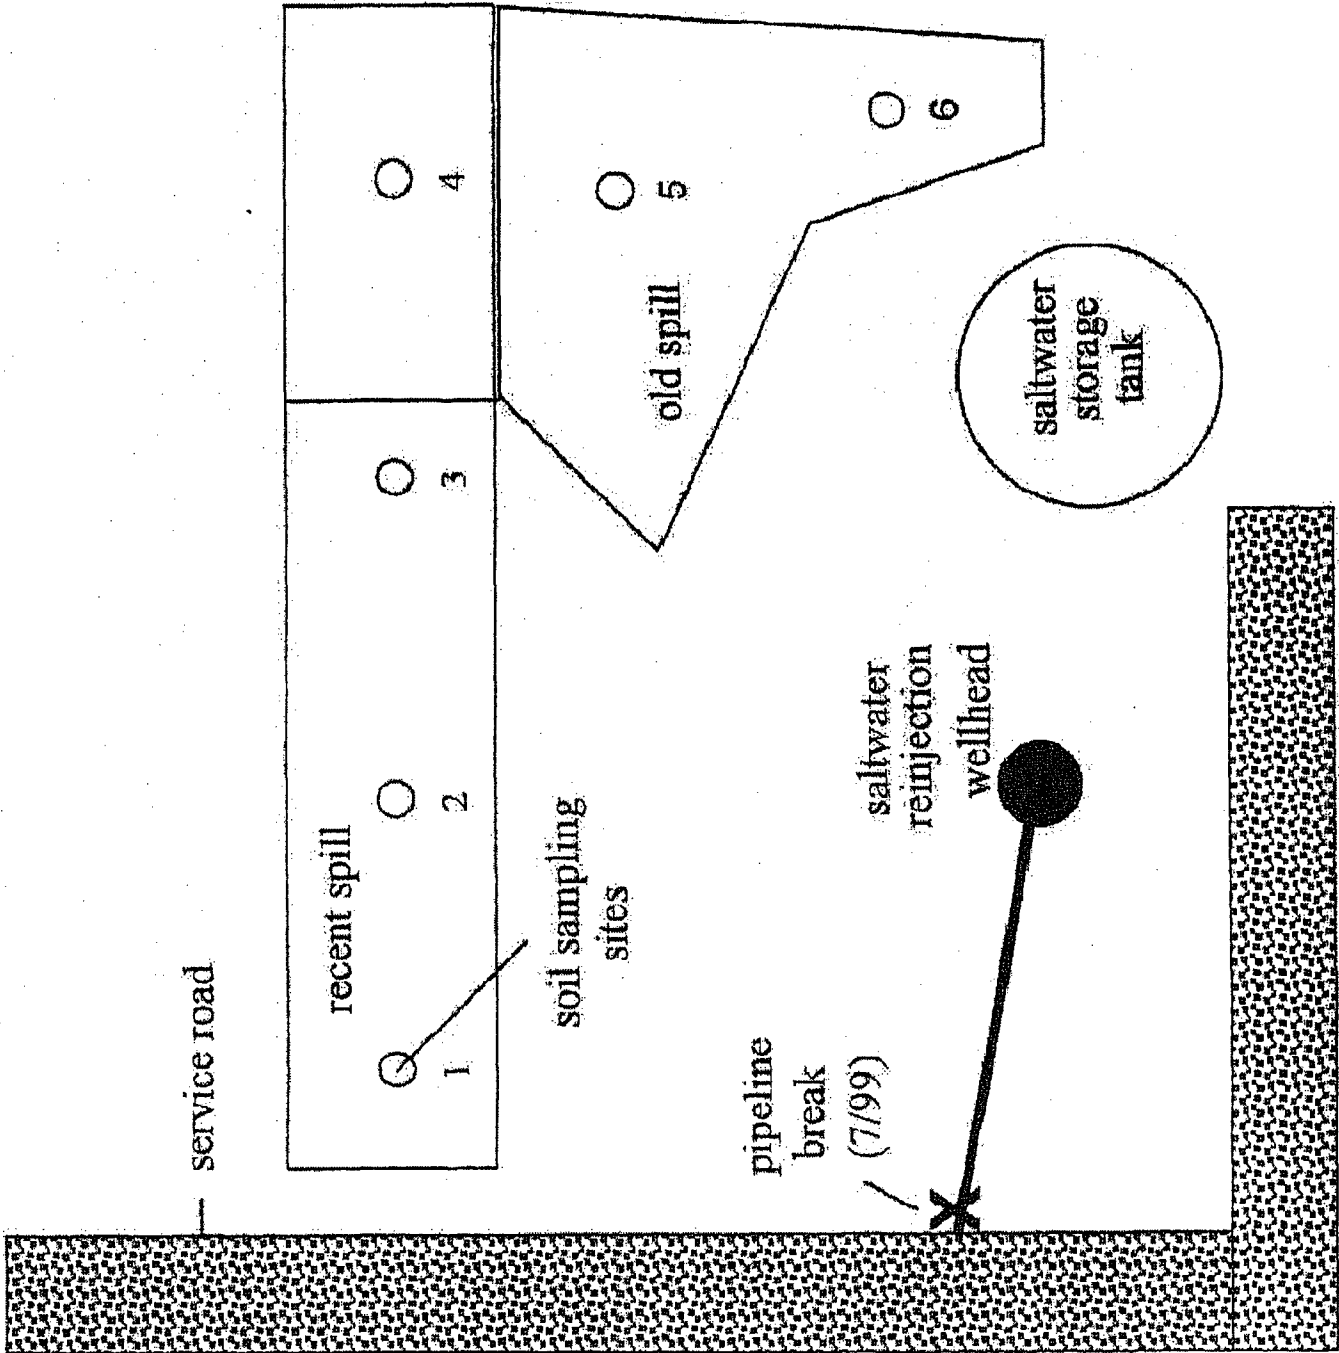 service road
recent spill
1
2
3
4
soil sampling
sites
old spill
5
6
pipeline
break
(7/99)
saltwater
reinjection
wellhead
saltwater
storage
tank